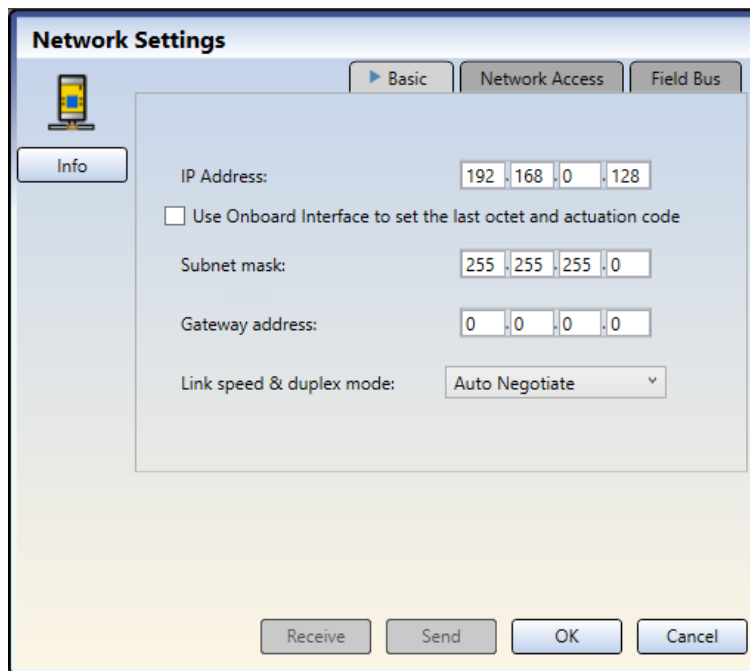 Network Settings
Basic Network Access Field Bus
Info
IP Address: 192 . 168 . 0 . 128
Use Onboard Interface to set the last octet and actuation code
Subnet mask: 255 . 255 . 255 . 0
Gateway address: 0 . 0 . 0 . 0
Link speed & duplex mode: Auto Negotiate
Receive Send OK Cancel